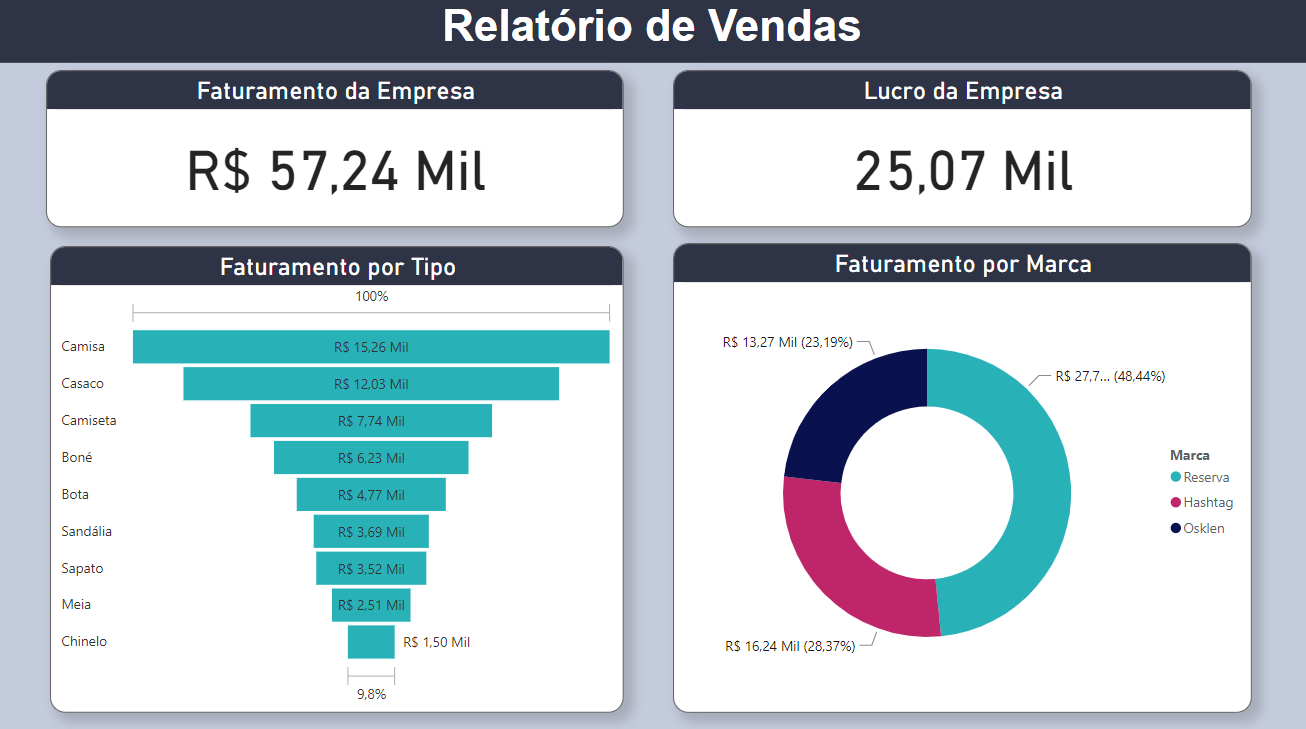 Relatório de Vendas
Faturamento da Empresa
R$ 57,24 Mil
Lucro da Empresa
25,07 Mil
Faturamento por Tipo
100%
Camisa R$ 15,26 Mil
Casaco R$ 12,03 Mil
Camiseta R$ 7,74 Mil
Boné R$ 6,23 Mil
Bota R$ 4,77 Mil
Sandália R$ 3,69 Mil
Sapato R$ 3,52 Mil
Meia R$ 2,51 Mil
Chinelo R$ 1,50 Mil
9,8%
Faturamento por Marca
R$ 13,27 Mil (23,19%)
R$ 27,7... (48,44%)
R$ 16,24 Mil (28,37%)
Marca
Reserva
Hashtag
Osklen